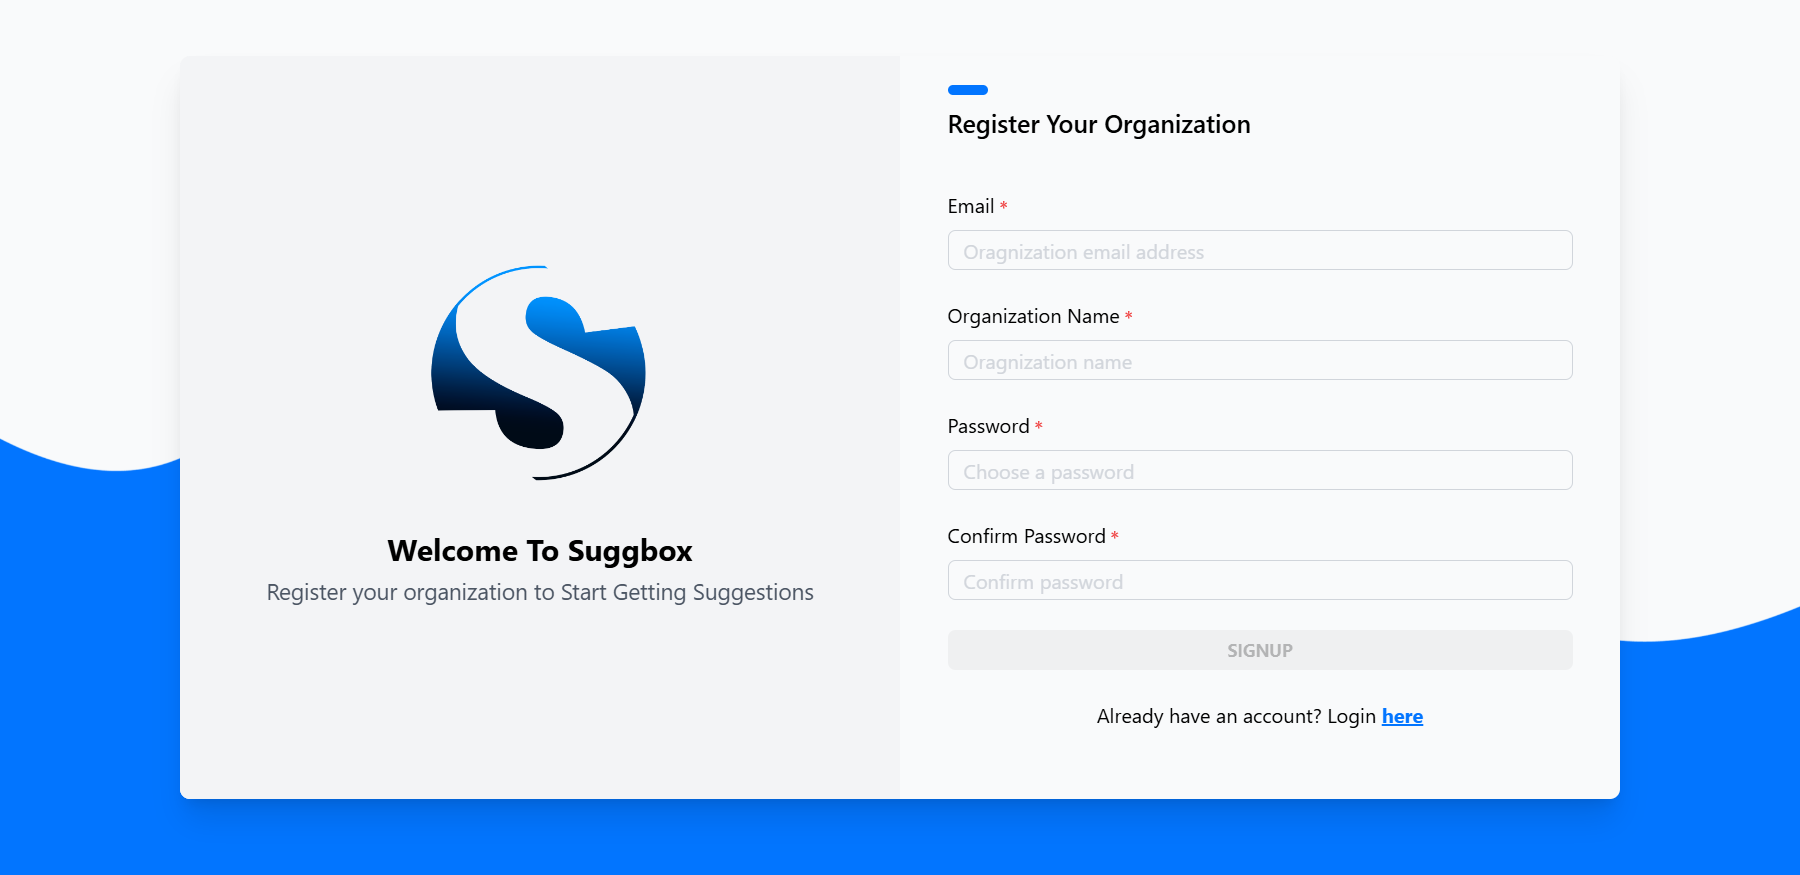 Welcome To Suggbox
Register your organization to Start Getting Suggestions
Register Your Organization
Email *
Oragnization email address
Organization Name *
Oragnization name
Password *
Choose a password
Confirm Password *
Confirm password
SIGNUP
Already have an account? Login here